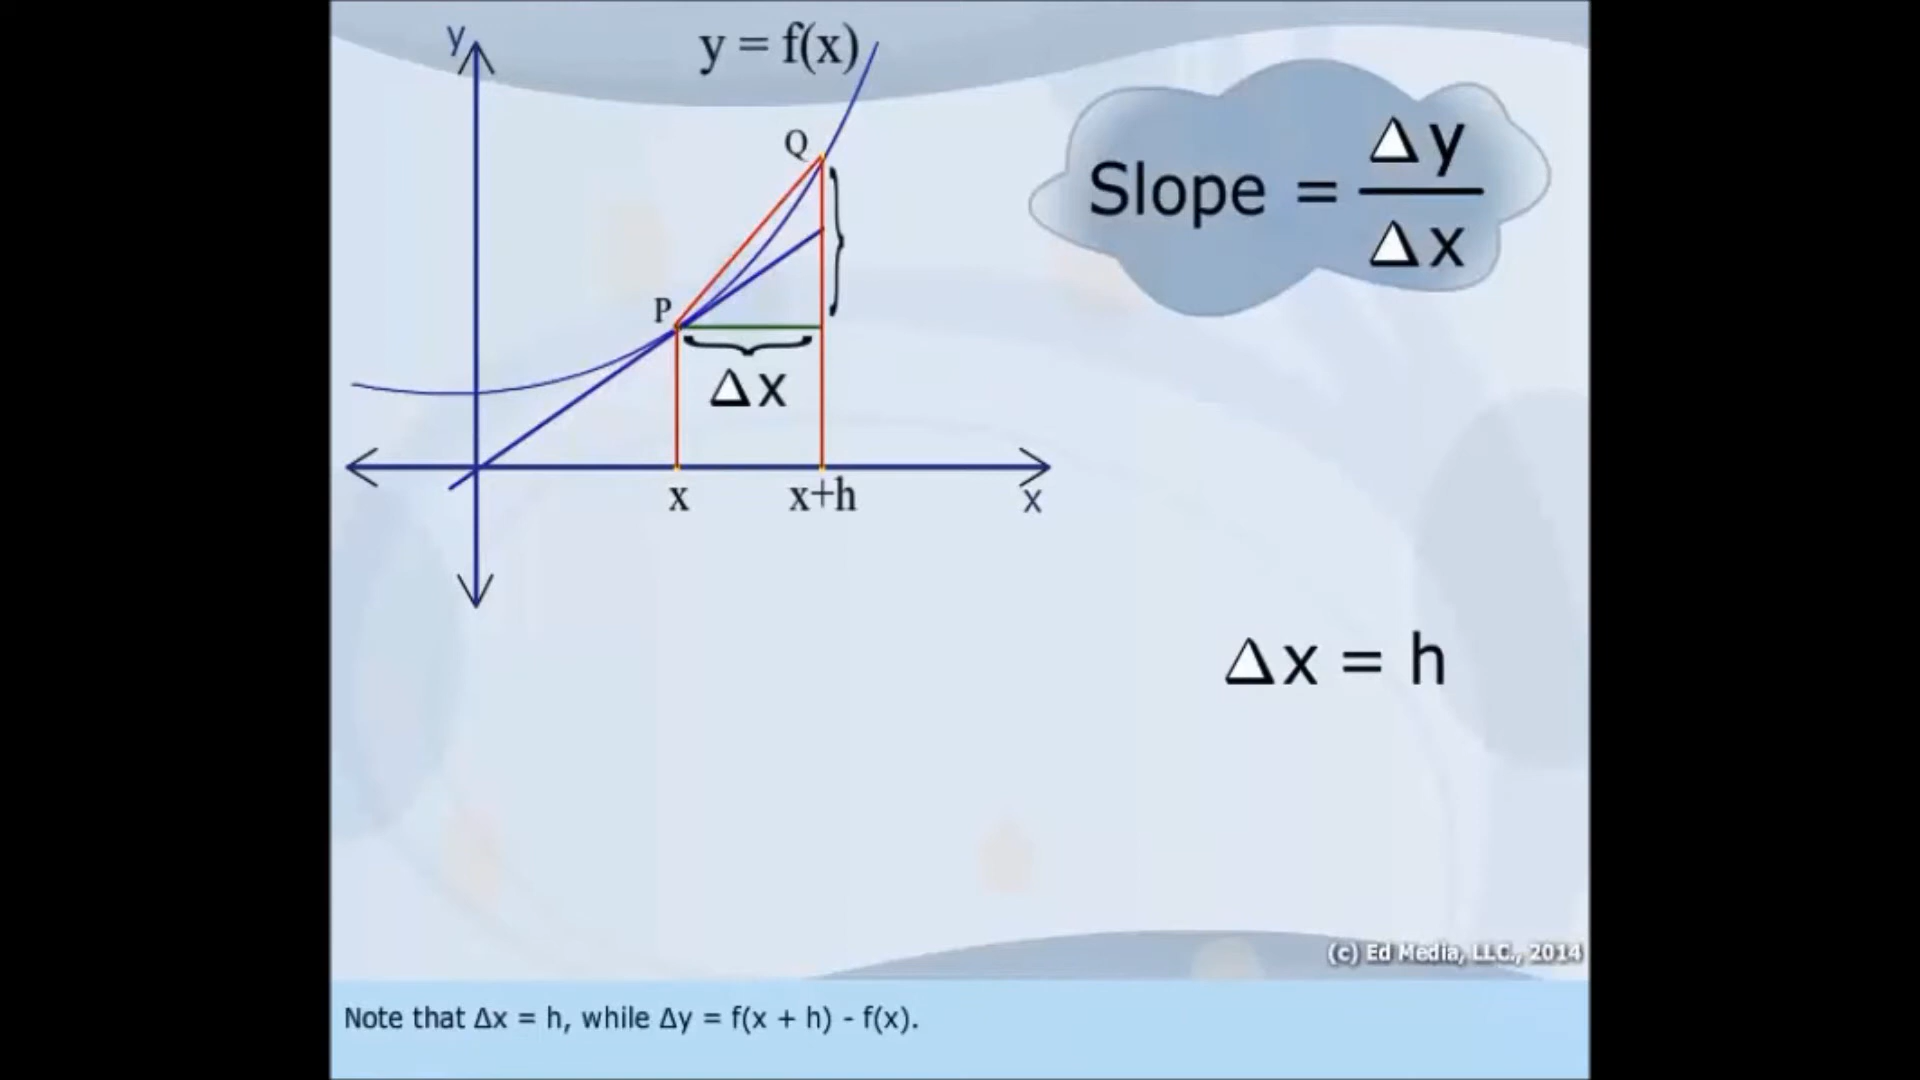 y
y = f(x)
Q
P
Δx
x
x+h
x
Slope = Δy
Δx
Δx = h
(c) Ed Media, LLC., 2014
Note that Δx = h, while Δy = f(x + h) - f(x).